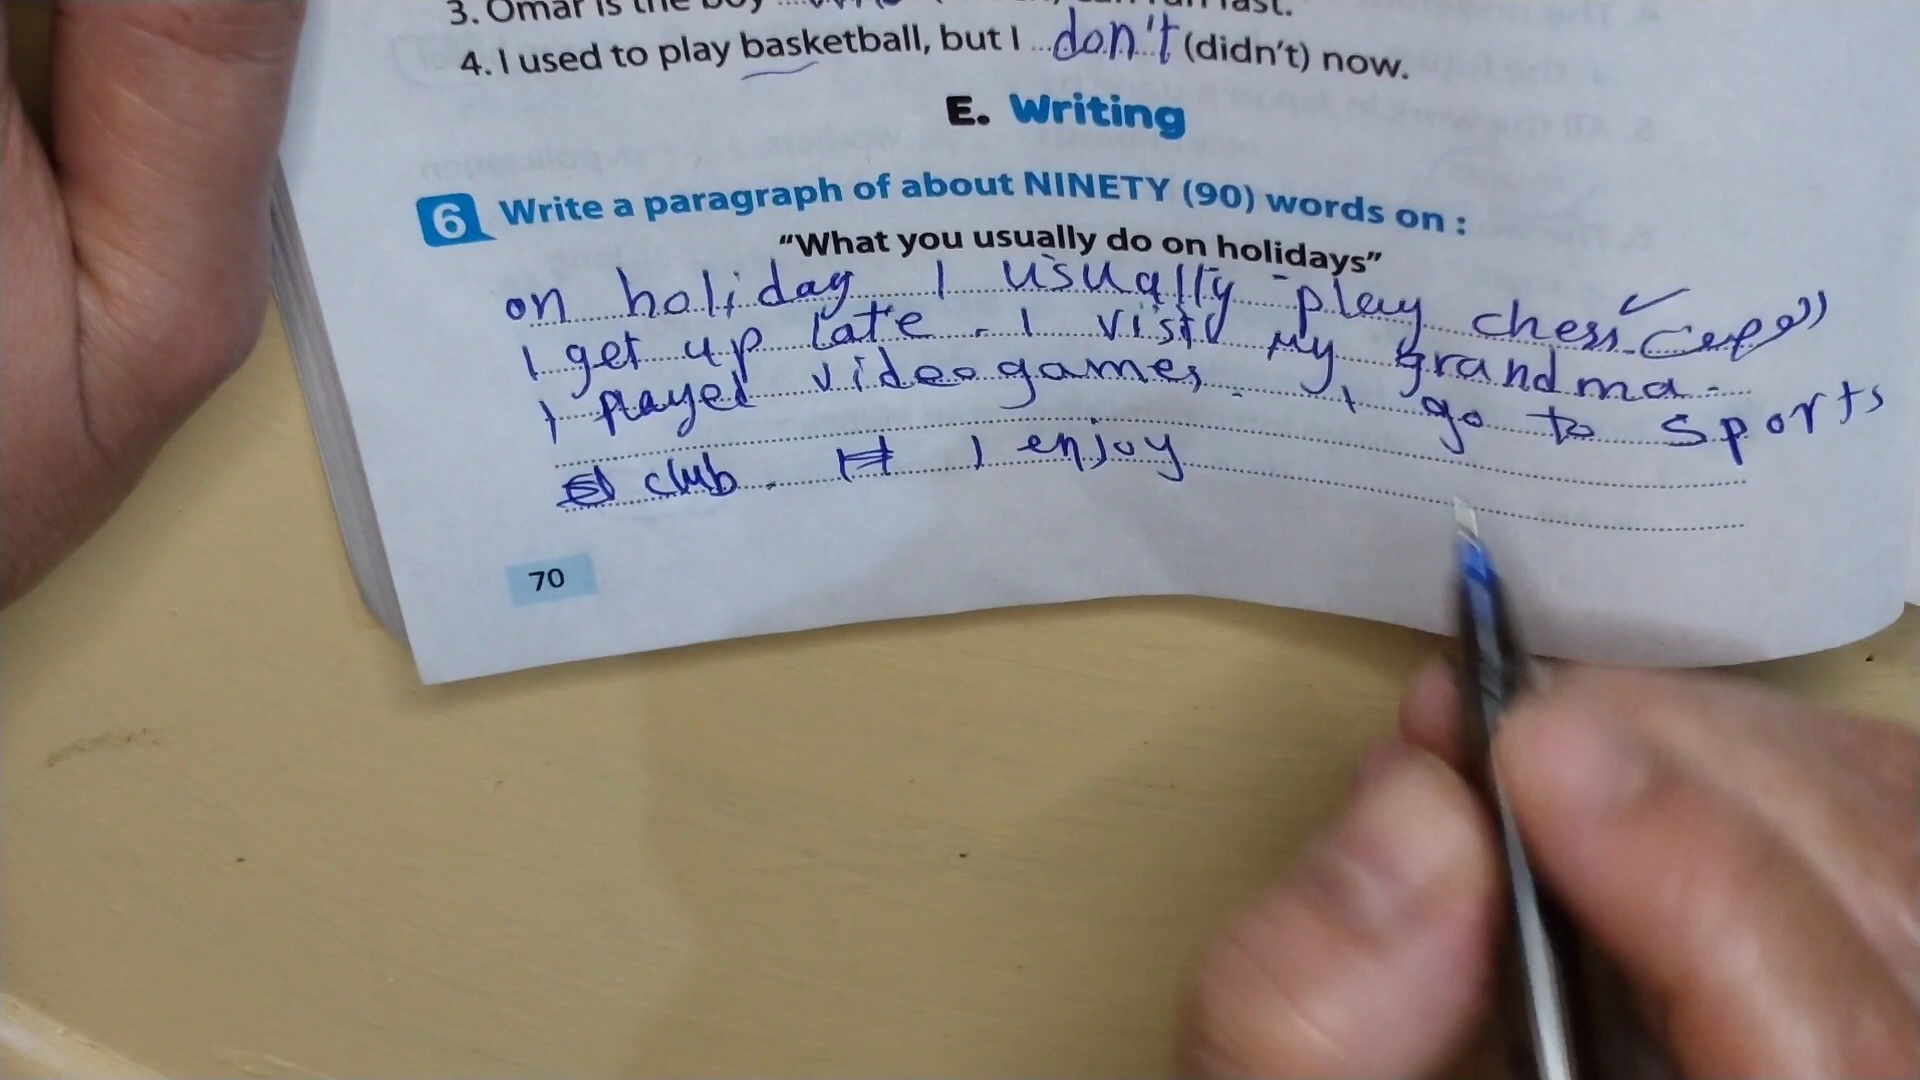 3. Omar is the boy
4. I used to play basketball, but I don't (didn't) now.
E. Writing
6 Write a paragraph of about NINETY (90) words on :
"What you usually do on holidays"
on holiday I usually play chess
I get up late . I visit my grandma.
I played video games . I go to sports
club . I enjoy
70